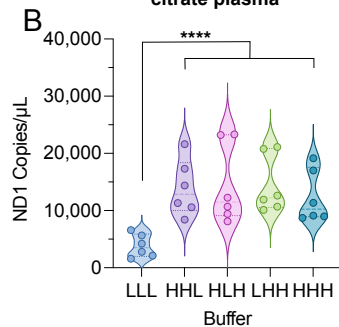 citrate plasma
B
****
40,000
30,000
20,000
10,000
0
ND1 Copies/μL
LLL HHL HLH LHH HHH
Buffer